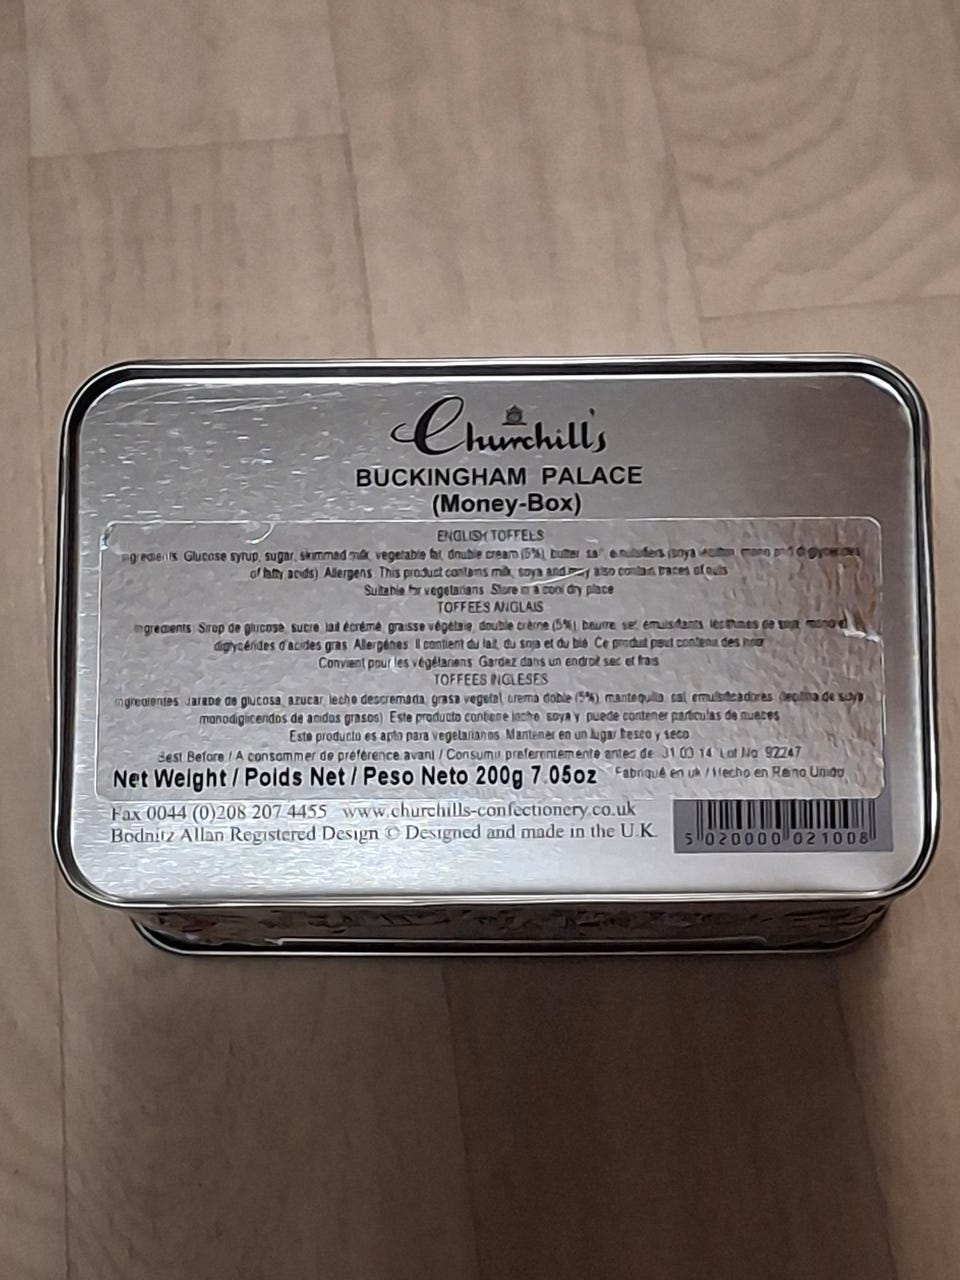 Churchill's
BUCKINGHAM PALACE
(Money-Box)
ENGLISH TOFFEES
Ingredients Glucose syrup, sugar, skimmed milk, vegetable fat, double cream (5%), butter, salt, emulsifiers (soya lecithin, mono and diglycerides
of fatty acids) Allergens This product contains milk, soya and may also contain traces of nuts
Suitable for vegetarians Store in a cool dry place
TOFFEES ANGLAIS
Ingredients Sirop de glucose, sucre, lait écrémé, graisse végétale, double crème (5%), beurre, sel, émulsifiants, lécithines de soja, mono et
diglycérides d'acides gras Allergènes Il contient du lait, du soja et du blé Ce produit peut contenir des noix
Convient pour les végétariens Gardez dans un endroit sec et frais
TOFFEES INGLESES
Ingredientes Jarabe de glucosa, azucar, leche descremada, grasa vegetal, crema doble (5%) mantequilla, sal, emulsificadores (lecitina de soya,
monodigliceridos de acidos grasos) Este producto contiene leche, soya y puede contener particulas de nueces
Este producto es apto para vegetarianos Mantener en un lugar fresco y seco
Best Before / A consommer de préférence avant / Consumir preferentemente antes de 31 03 14 Lot No 92247
Net Weight / Poids Net / Peso Neto 200g 7.05oz Fabriqué en uk / Hecho en Reino Unido
Fax 0044 (0)208 207 4455 www.churchills-confectionery.co.uk
Bodnitz Allan Registered Design © Designed and made in the U.K.
5 020000 021008